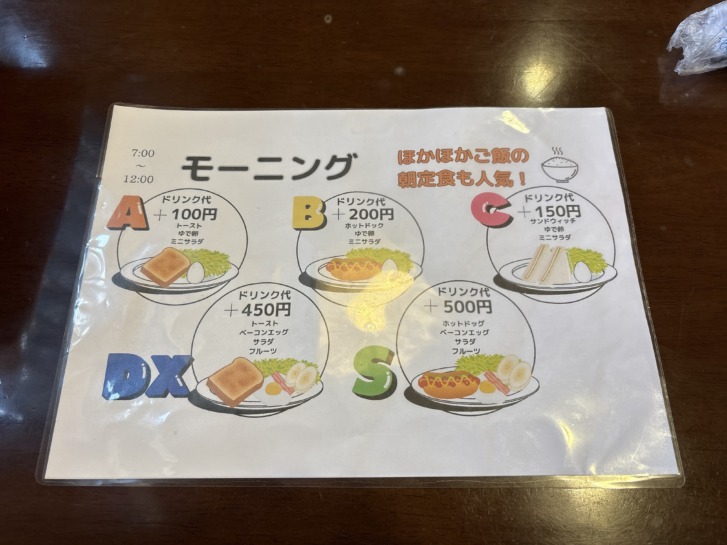 7:00
～
12:00
モーニング
ほかほかご飯の
朝定食も人気！
A
ドリンク代
＋100円
トースト
ゆで卵
ミニサラダ
B
ドリンク代
＋200円
ホットドック
ゆで卵
ミニサラダ
C
ドリンク代
＋150円
サンドウィッチ
ゆで卵
ミニサラダ
DX
ドリンク代
＋450円
トースト
ベーコンエッグ
サラダ
フルーツ
S
ドリンク代
＋500円
ホットドッグ
ベーコンエッグ
サラダ
フルーツ